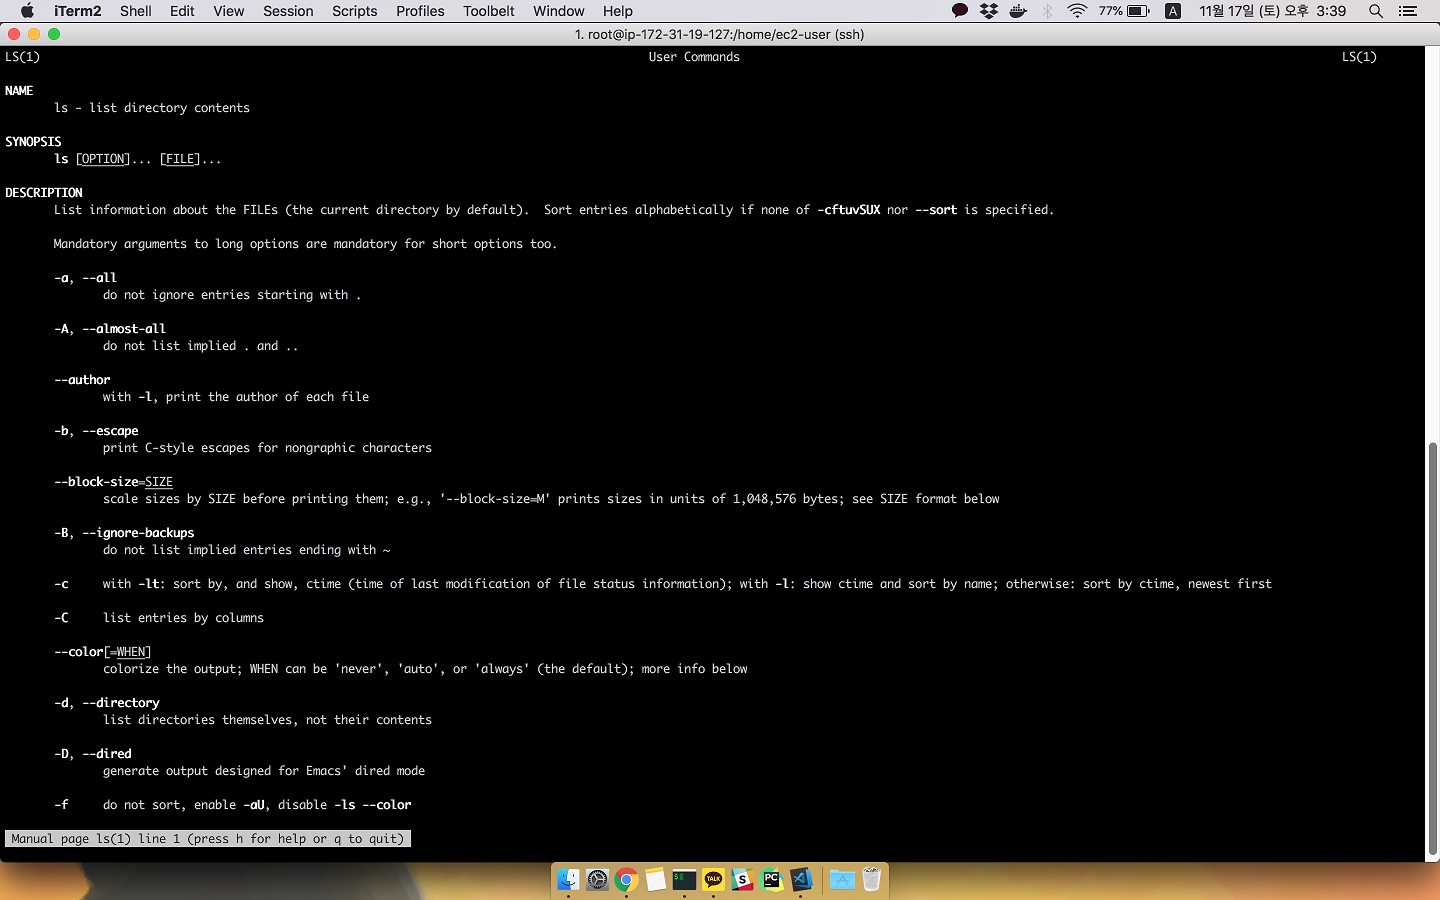 iTerm2 Shell Edit View Session Scripts Profiles Toolbelt Window Help 77% A 11월 17일 (토) 오후 3:39
1. root@ip-172-31-19-127:/home/ec2-user (ssh)
LS(1) User Commands LS(1)
NAME
ls - list directory contents
SYNOPSIS
ls [OPTION]... [FILE]...
DESCRIPTION
List information about the FILEs (the current directory by default).  Sort entries alphabetically if none of -cftuvSUX nor --sort is specified.
Mandatory arguments to long options are mandatory for short options too.
-a, --all
do not ignore entries starting with .
-A, --almost-all
do not list implied . and ..
--author
with -l, print the author of each file
-b, --escape
print C-style escapes for nongraphic characters
--block-size=SIZE
scale sizes by SIZE before printing them; e.g., '--block-size=M' prints sizes in units of 1,048,576 bytes; see SIZE format below
-B, --ignore-backups
do not list implied entries ending with ~
-c with -lt: sort by, and show, ctime (time of last modification of file status information); with -l: show ctime and sort by name; otherwise: sort by ctime, newest first
-C list entries by columns
--color[=WHEN]
colorize the output; WHEN can be 'never', 'auto', or 'always' (the default); more info below
-d, --directory
list directories themselves, not their contents
-D, --dired
generate output designed for Emacs' dired mode
-f do not sort, enable -aU, disable -ls --color
Manual page ls(1) line 1 (press h for help or q to quit)
TALK S PC